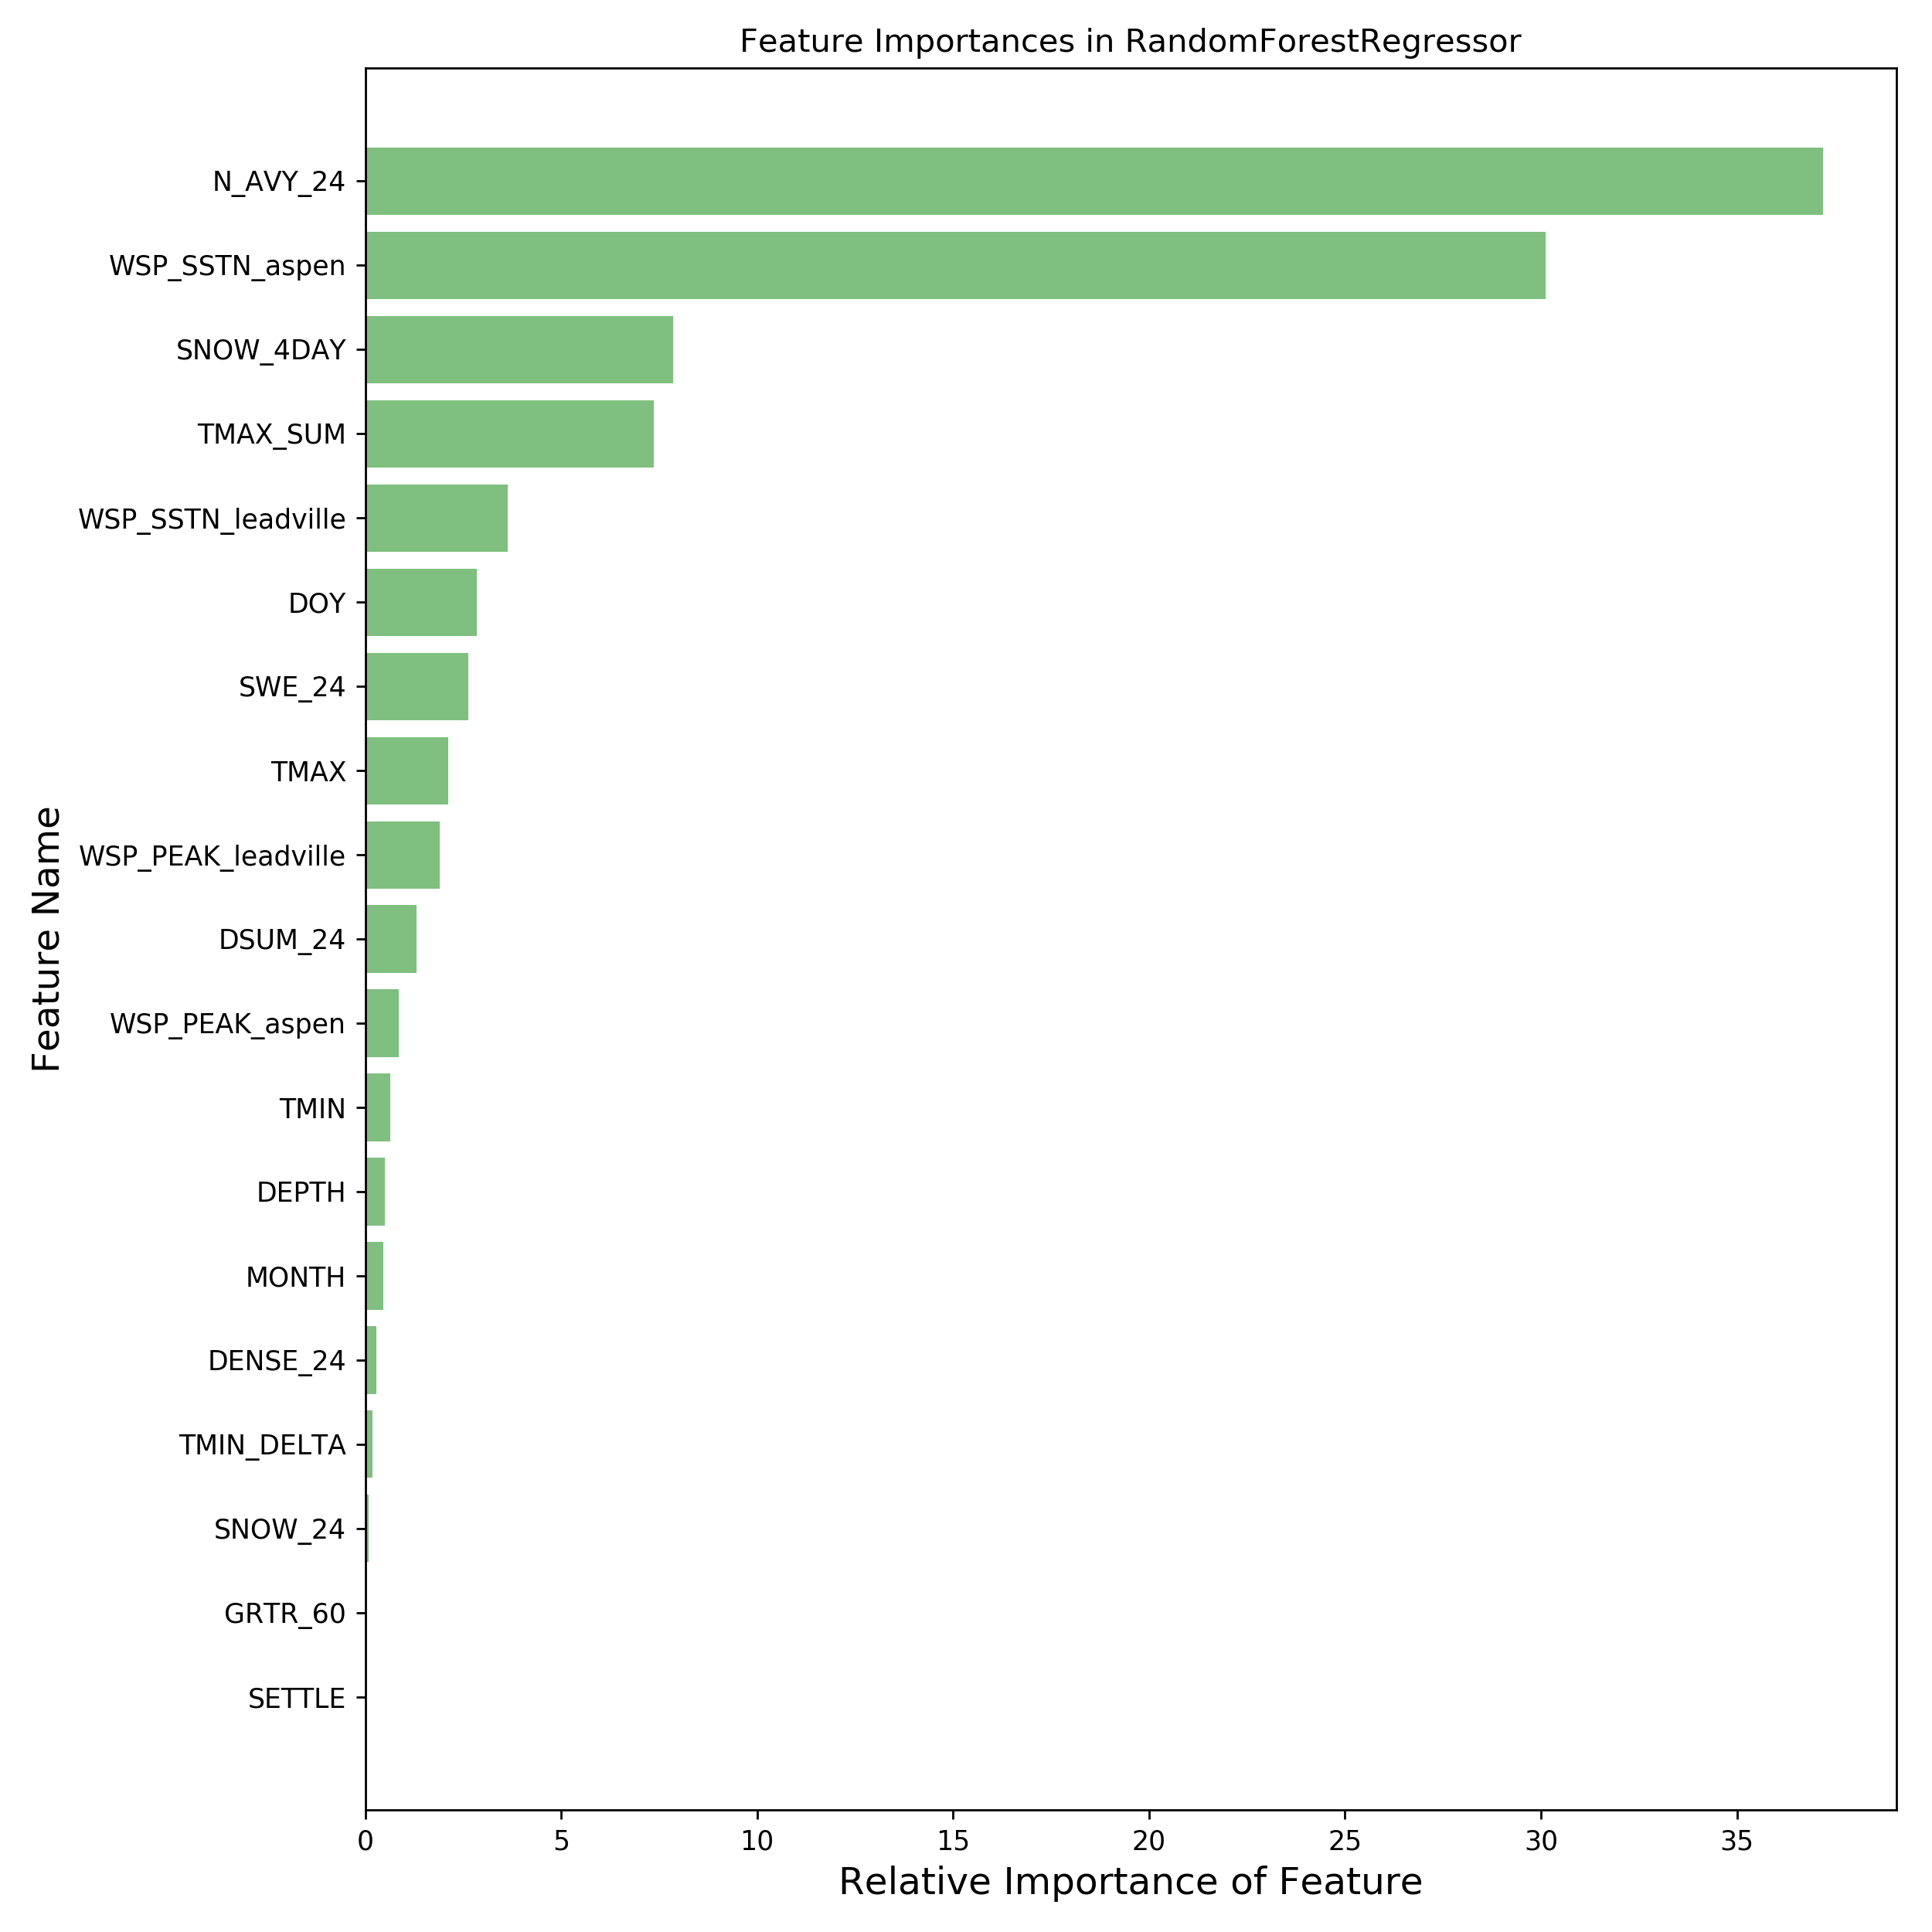 Feature Importances in RandomForestRegressor
N_AVY_24
WSP_SSTN_aspen
SNOW_4DAY
TMAX_SUM
WSP_SSTN_leadville
DOY
SWE_24
TMAX
WSP_PEAK_leadville
DSUM_24
WSP_PEAK_aspen
TMIN
DEPTH
MONTH
DENSE_24
TMIN_DELTA
SNOW_24
GRTR_60
SETTLE
Feature Name
0 5 10 15 20 25 30 35
Relative Importance of Feature